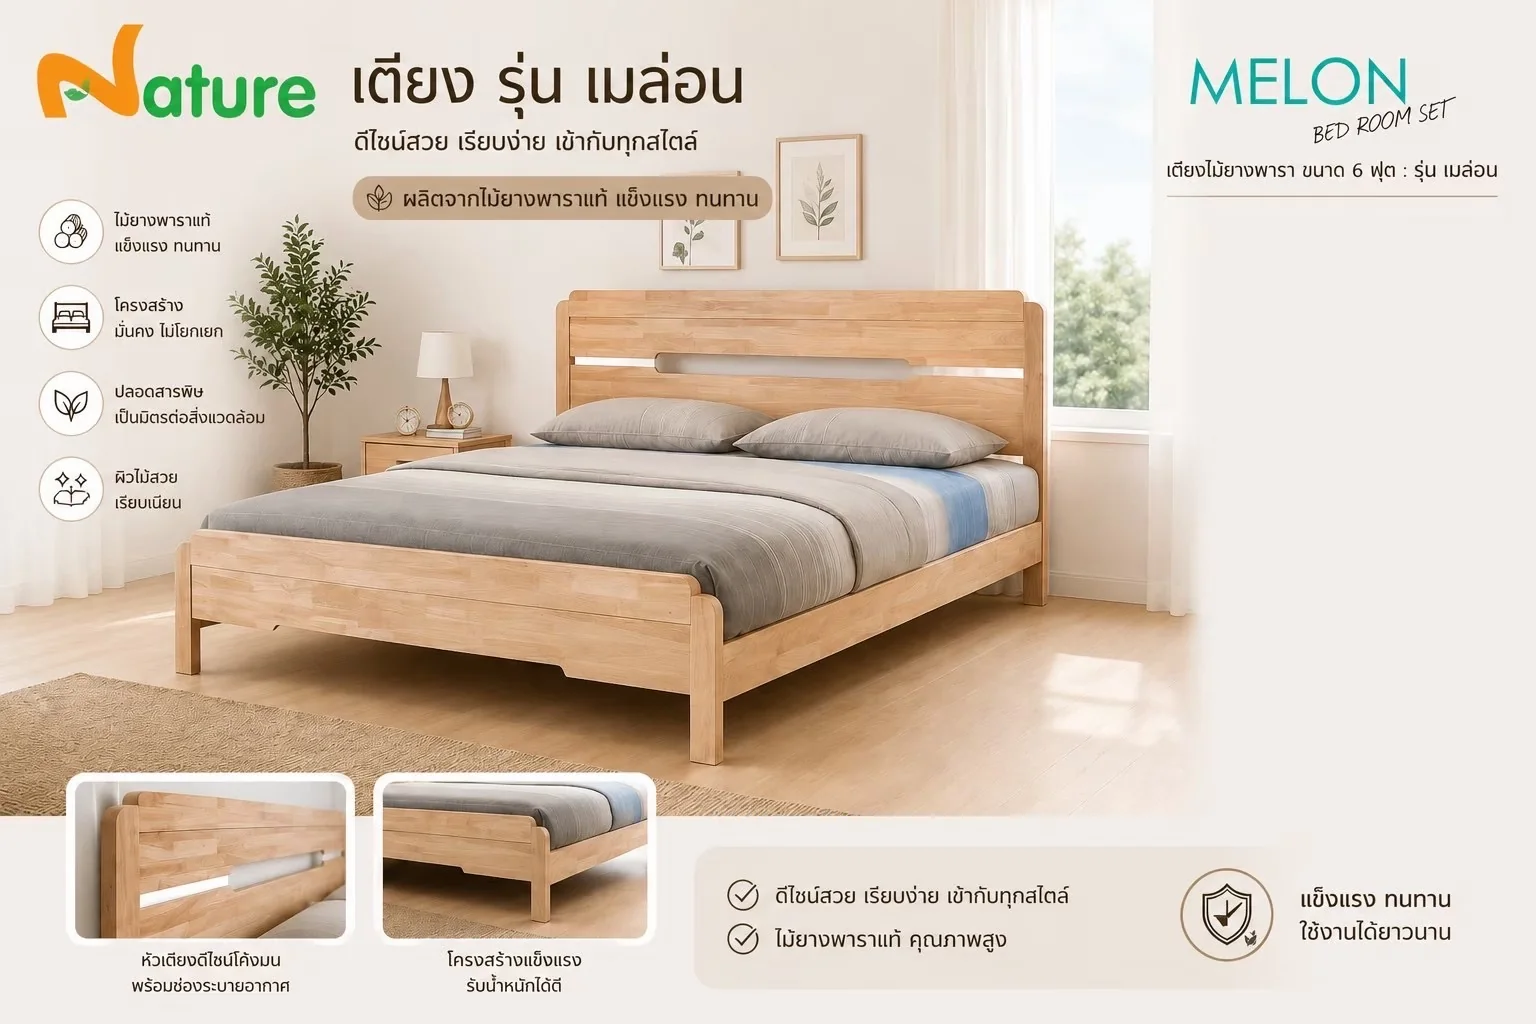 Nature
เตียง รุ่น เมล่อน
ดีไซน์สวย เรียบง่าย เข้ากับทุกสไตล์
ผลิตจากไม้ยางพาราแท้ แข็งแรง ทนทาน
MELON
BED ROOM SET
เตียงไม้ยางพารา ขนาด 6 ฟุต : รุ่น เมล่อน
ไม้ยางพาราแท้
แข็งแรง ทนทาน
โครงสร้าง
มั่นคง ไม่โยกเยก
ปลอดสารพิษ
เป็นมิตรต่อสิ่งแวดล้อม
ผิวไม้สวย
เรียบเนียน
หัวเตียงดีไซน์โค้งมน
พร้อมช่องระบายอากาศ
โครงสร้างแข็งแรง
รับน้ำหนักได้ดี
ดีไซน์สวย เรียบง่าย เข้ากับทุกสไตล์
ไม้ยางพาราแท้ คุณภาพสูง
แข็งแรง ทนทาน
ใช้งานได้ยาวนาน